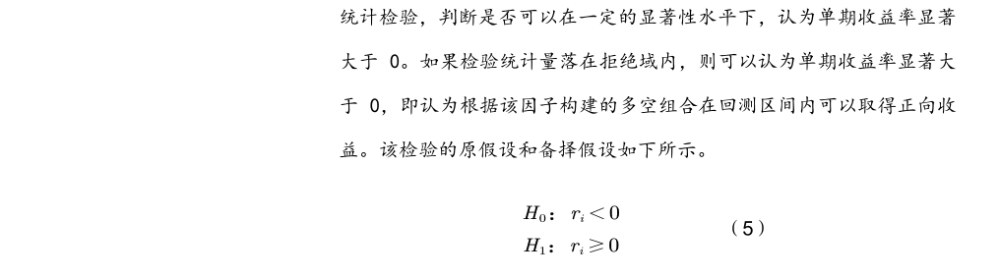 统计检验，判断是否可以在一定的显著性水平下，认为单期收益率显著
大于 0。如果检验统计量落在拒绝域内，则可以认为单期收益率显著大
于 0，即认为根据该因子构建的多空组合在回测区间内可以取得正向收
益。该检验的原假设和备择假设如下所示。
H₀： rᵢ < 0
（5）
H₁： rᵢ ≥ 0